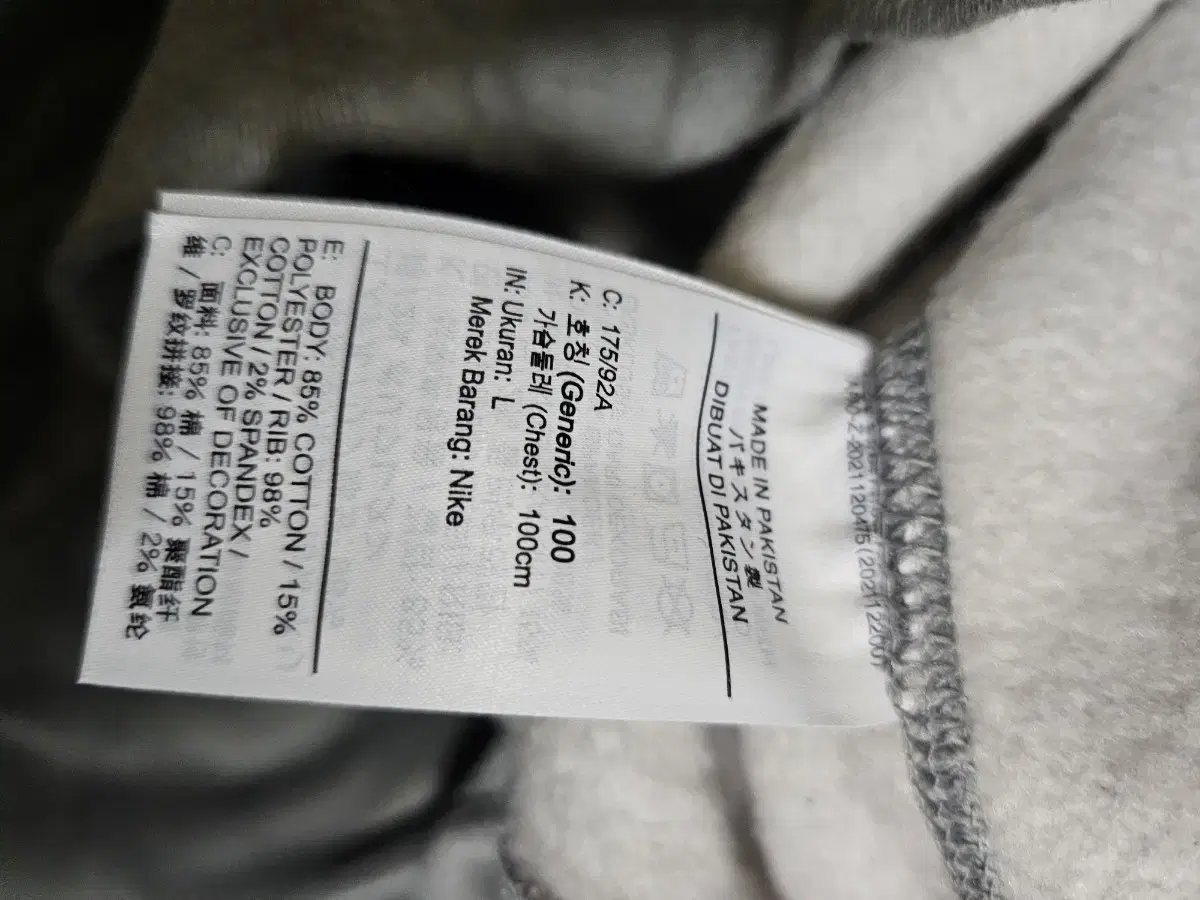 MADE IN PAKISTAN
パキスタン製
DIBUAT DI PAKISTAN
C: 175/92A
K: 호칭 (Generic): 100
가슴둘레 (Chest): 100cm
IN: Ukuran: L
Merek Barang: Nike
E: BODY: 85% COTTON / 15%
POLYESTER / RIB: 98%
COTTON / 2% SPANDEX /
EXCLUSIVE OF DECORATION
C: 面料: 85% 棉 / 15% 聚酯纤
维 / 罗纹拼接: 98% 棉 / 2% 氨纶